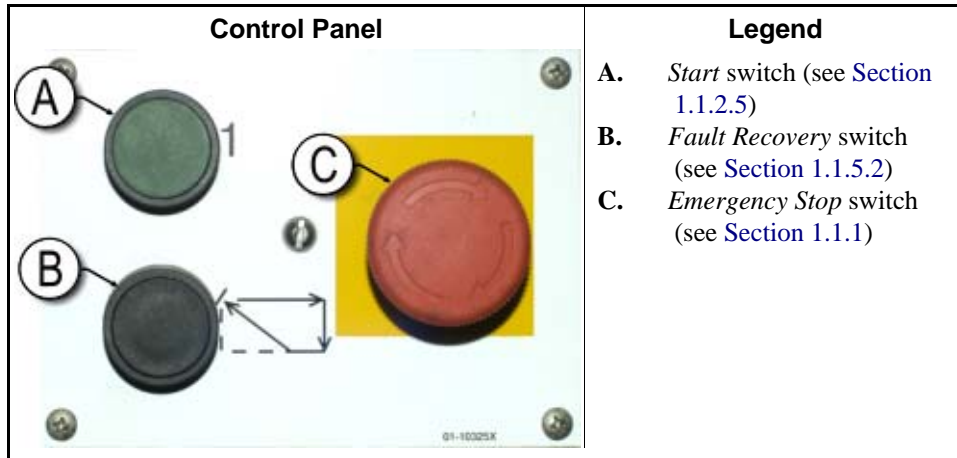 Control Panel
A
1
C
B
01-10325X
Legend
A. Start switch (see Section
1.1.2.5)
B. Fault Recovery switch
(see Section 1.1.5.2)
C. Emergency Stop switch
(see Section 1.1.1)